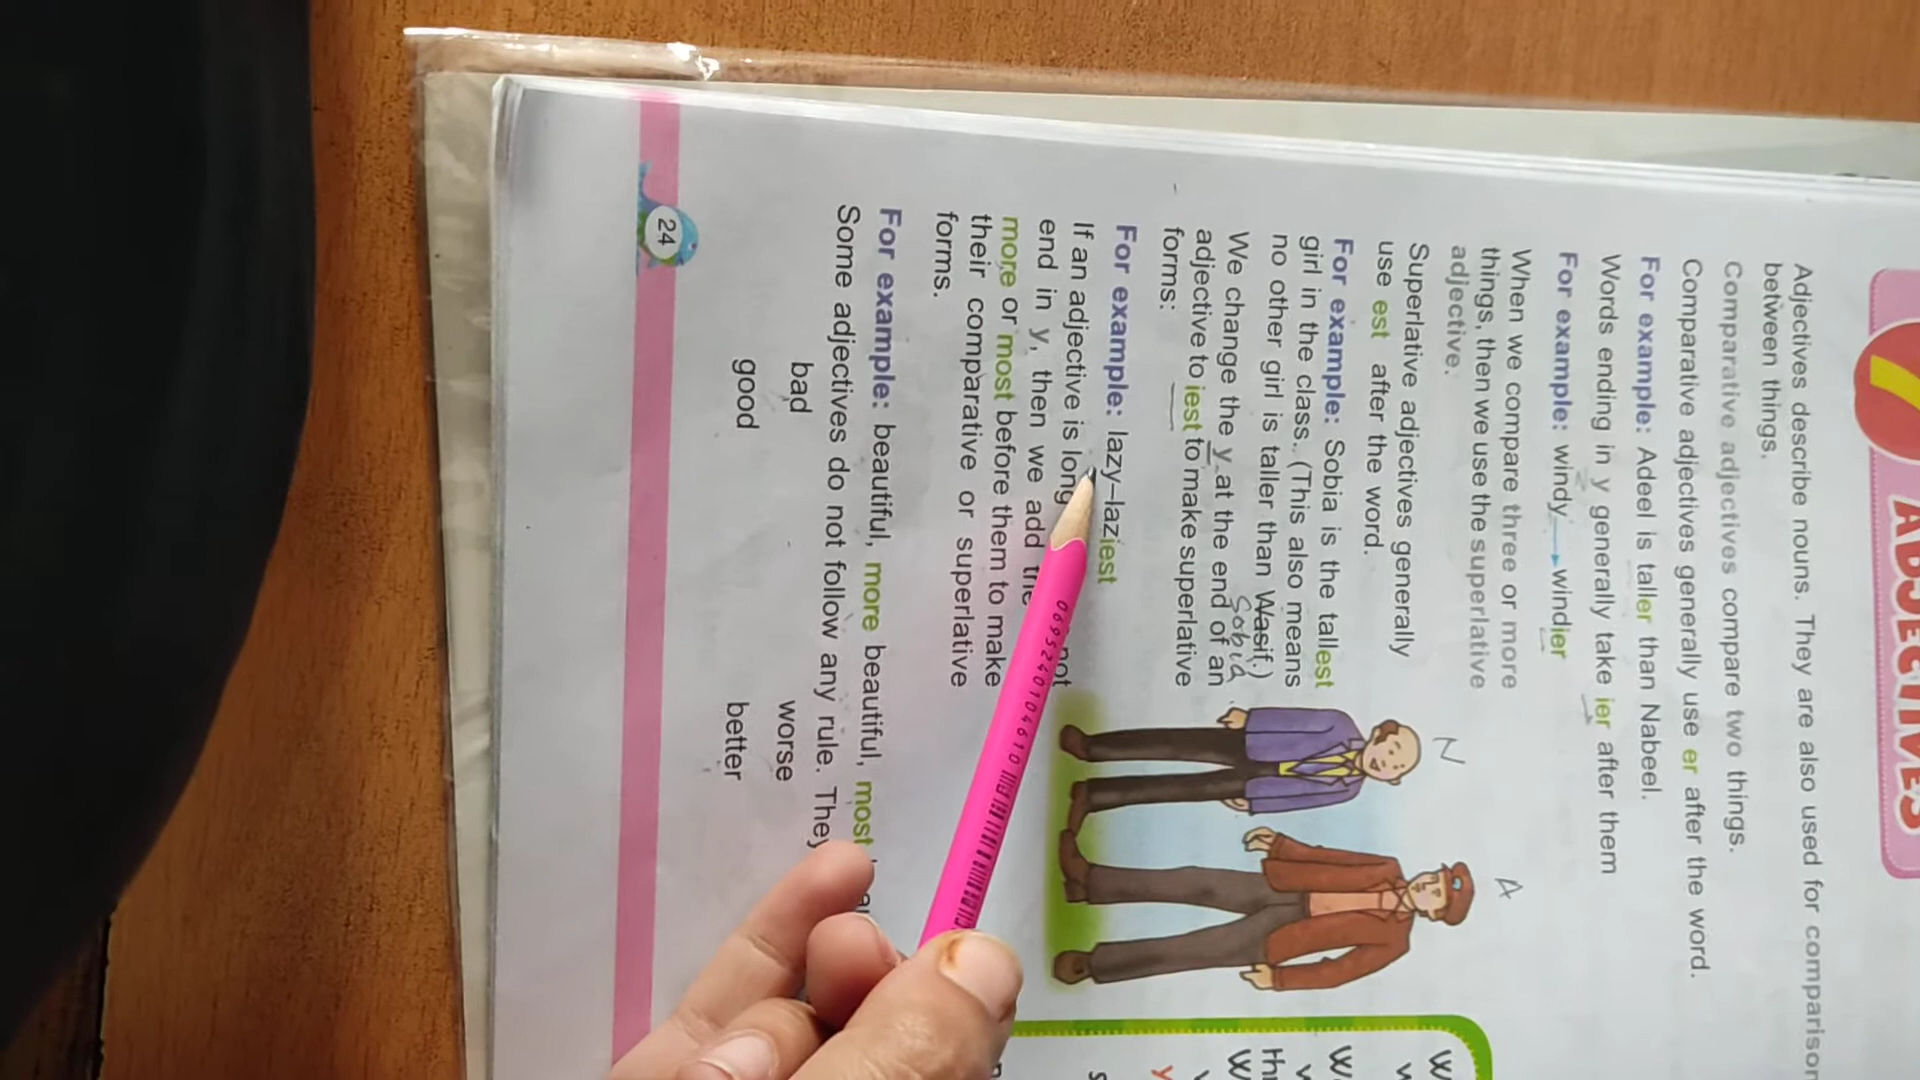 7 ADJECTIVES
Adjectives describe nouns. They are also used for comparison
between things.
Comparative adjectives compare two things.
Comparative adjectives generally use er after the word.
For example: Adeel is taller than Nabeel.
Words ending in y generally take ier after them
For example: windy windier
When we compare three or more
things, then we use the superlative
adjective.
Superlative adjectives generally
use est after the word.
For example: Sobia is the tallest
girl in the class. (This also means
no other girl is taller than Wasif.)
Sobia
We change the y at the end of an
adjective to iest to make superlative
forms:
For example: lazy–laziest
If an adjective is long not
end in y, then we add the
more or most before them to make
their comparative or superlative
forms.
For example: beautiful, more beautiful, most
Some adjectives do not follow any rule. They
bad worse
good better
24
N
A
0695240104610